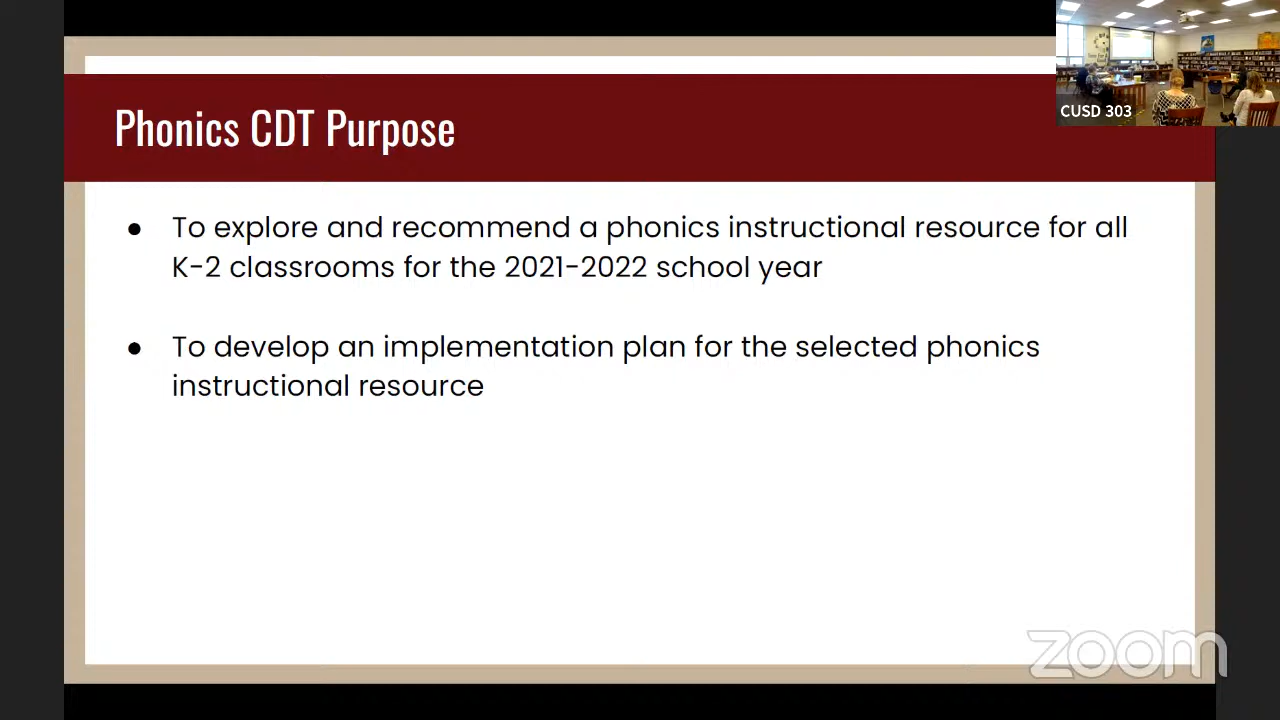 Phonics CDT Purpose
CUSD 303
● To explore and recommend a phonics instructional resource for all
K-2 classrooms for the 2021-2022 school year
● To develop an implementation plan for the selected phonics
instructional resource
zoom